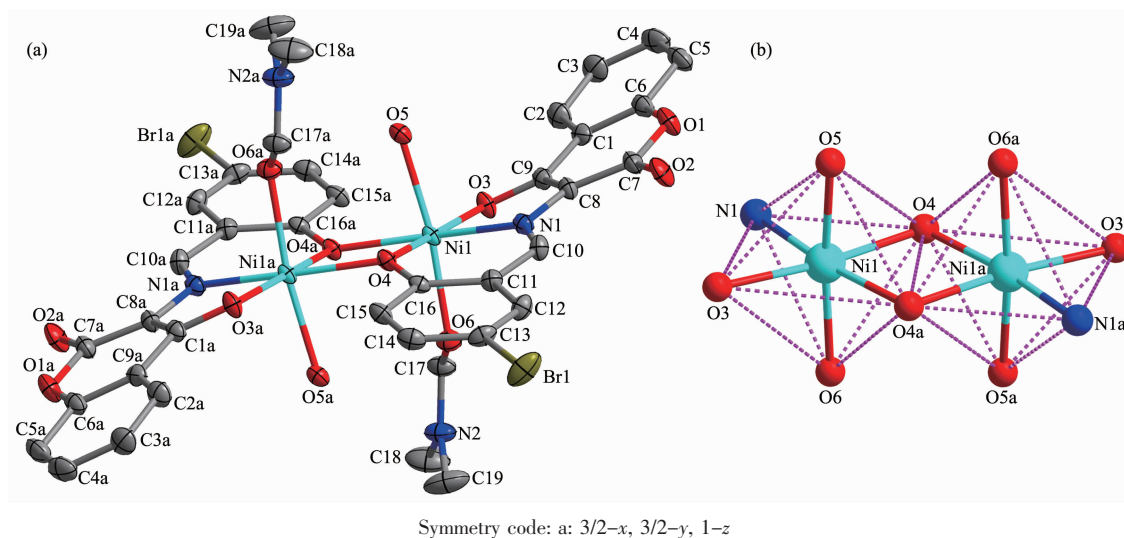 (a)
C19a
C18a
N2a
C17a
Br1a
O6a
C13a
C14a
C12a
C15a
C11a
C16a
C10a
O4a
Ni1a
N1a
C8a
O3a
O2a
C7a
C1a
O1a
C9a
C2a
C5a
C6a
C3a
C4a
O5a
O5
C4
C5
C3
C6
C2
O1
C1
C9
O2
C7
O3
C8
N1
Ni1
C10
O4
C11
C16
C12
C15
C13
O6
C14
C17
Br1
N2
C18
C19
(b)
O5
O6a
N1
O4
O3
Ni1
Ni1a
O3
O4a
N1a
O6
O5a
Symmetry code: a: 3/2–x, 3/2–y, 1–z